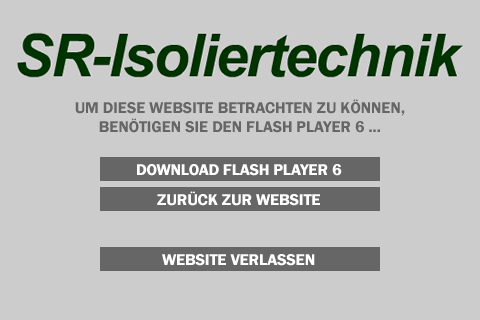 SR-Isoliertechnik
UM DIESE WEBSITE BETRACHTEN ZU KÖNNEN,
BENÖTIGEN SIE DEN FLASH PLAYER 6 ...
DOWNLOAD FLASH PLAYER 6
ZURÜCK ZUR WEBSITE
WEBSITE VERLASSEN